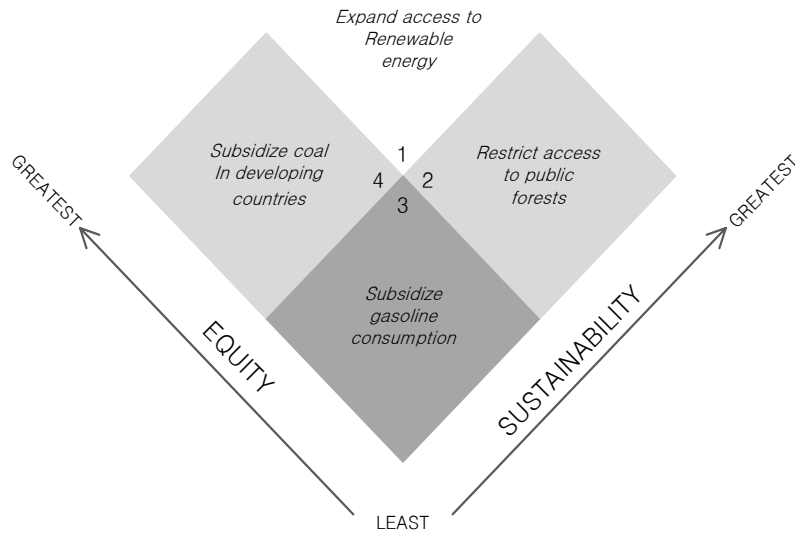 Expand access to
Renewable
energy
Subsidize coal
In developing
countries
1
4
2
3
Restrict access
to public
forests
GREATEST
GREATEST
Subsidize
gasoline
consumption
EQUITY
SUSTAINABILITY
LEAST